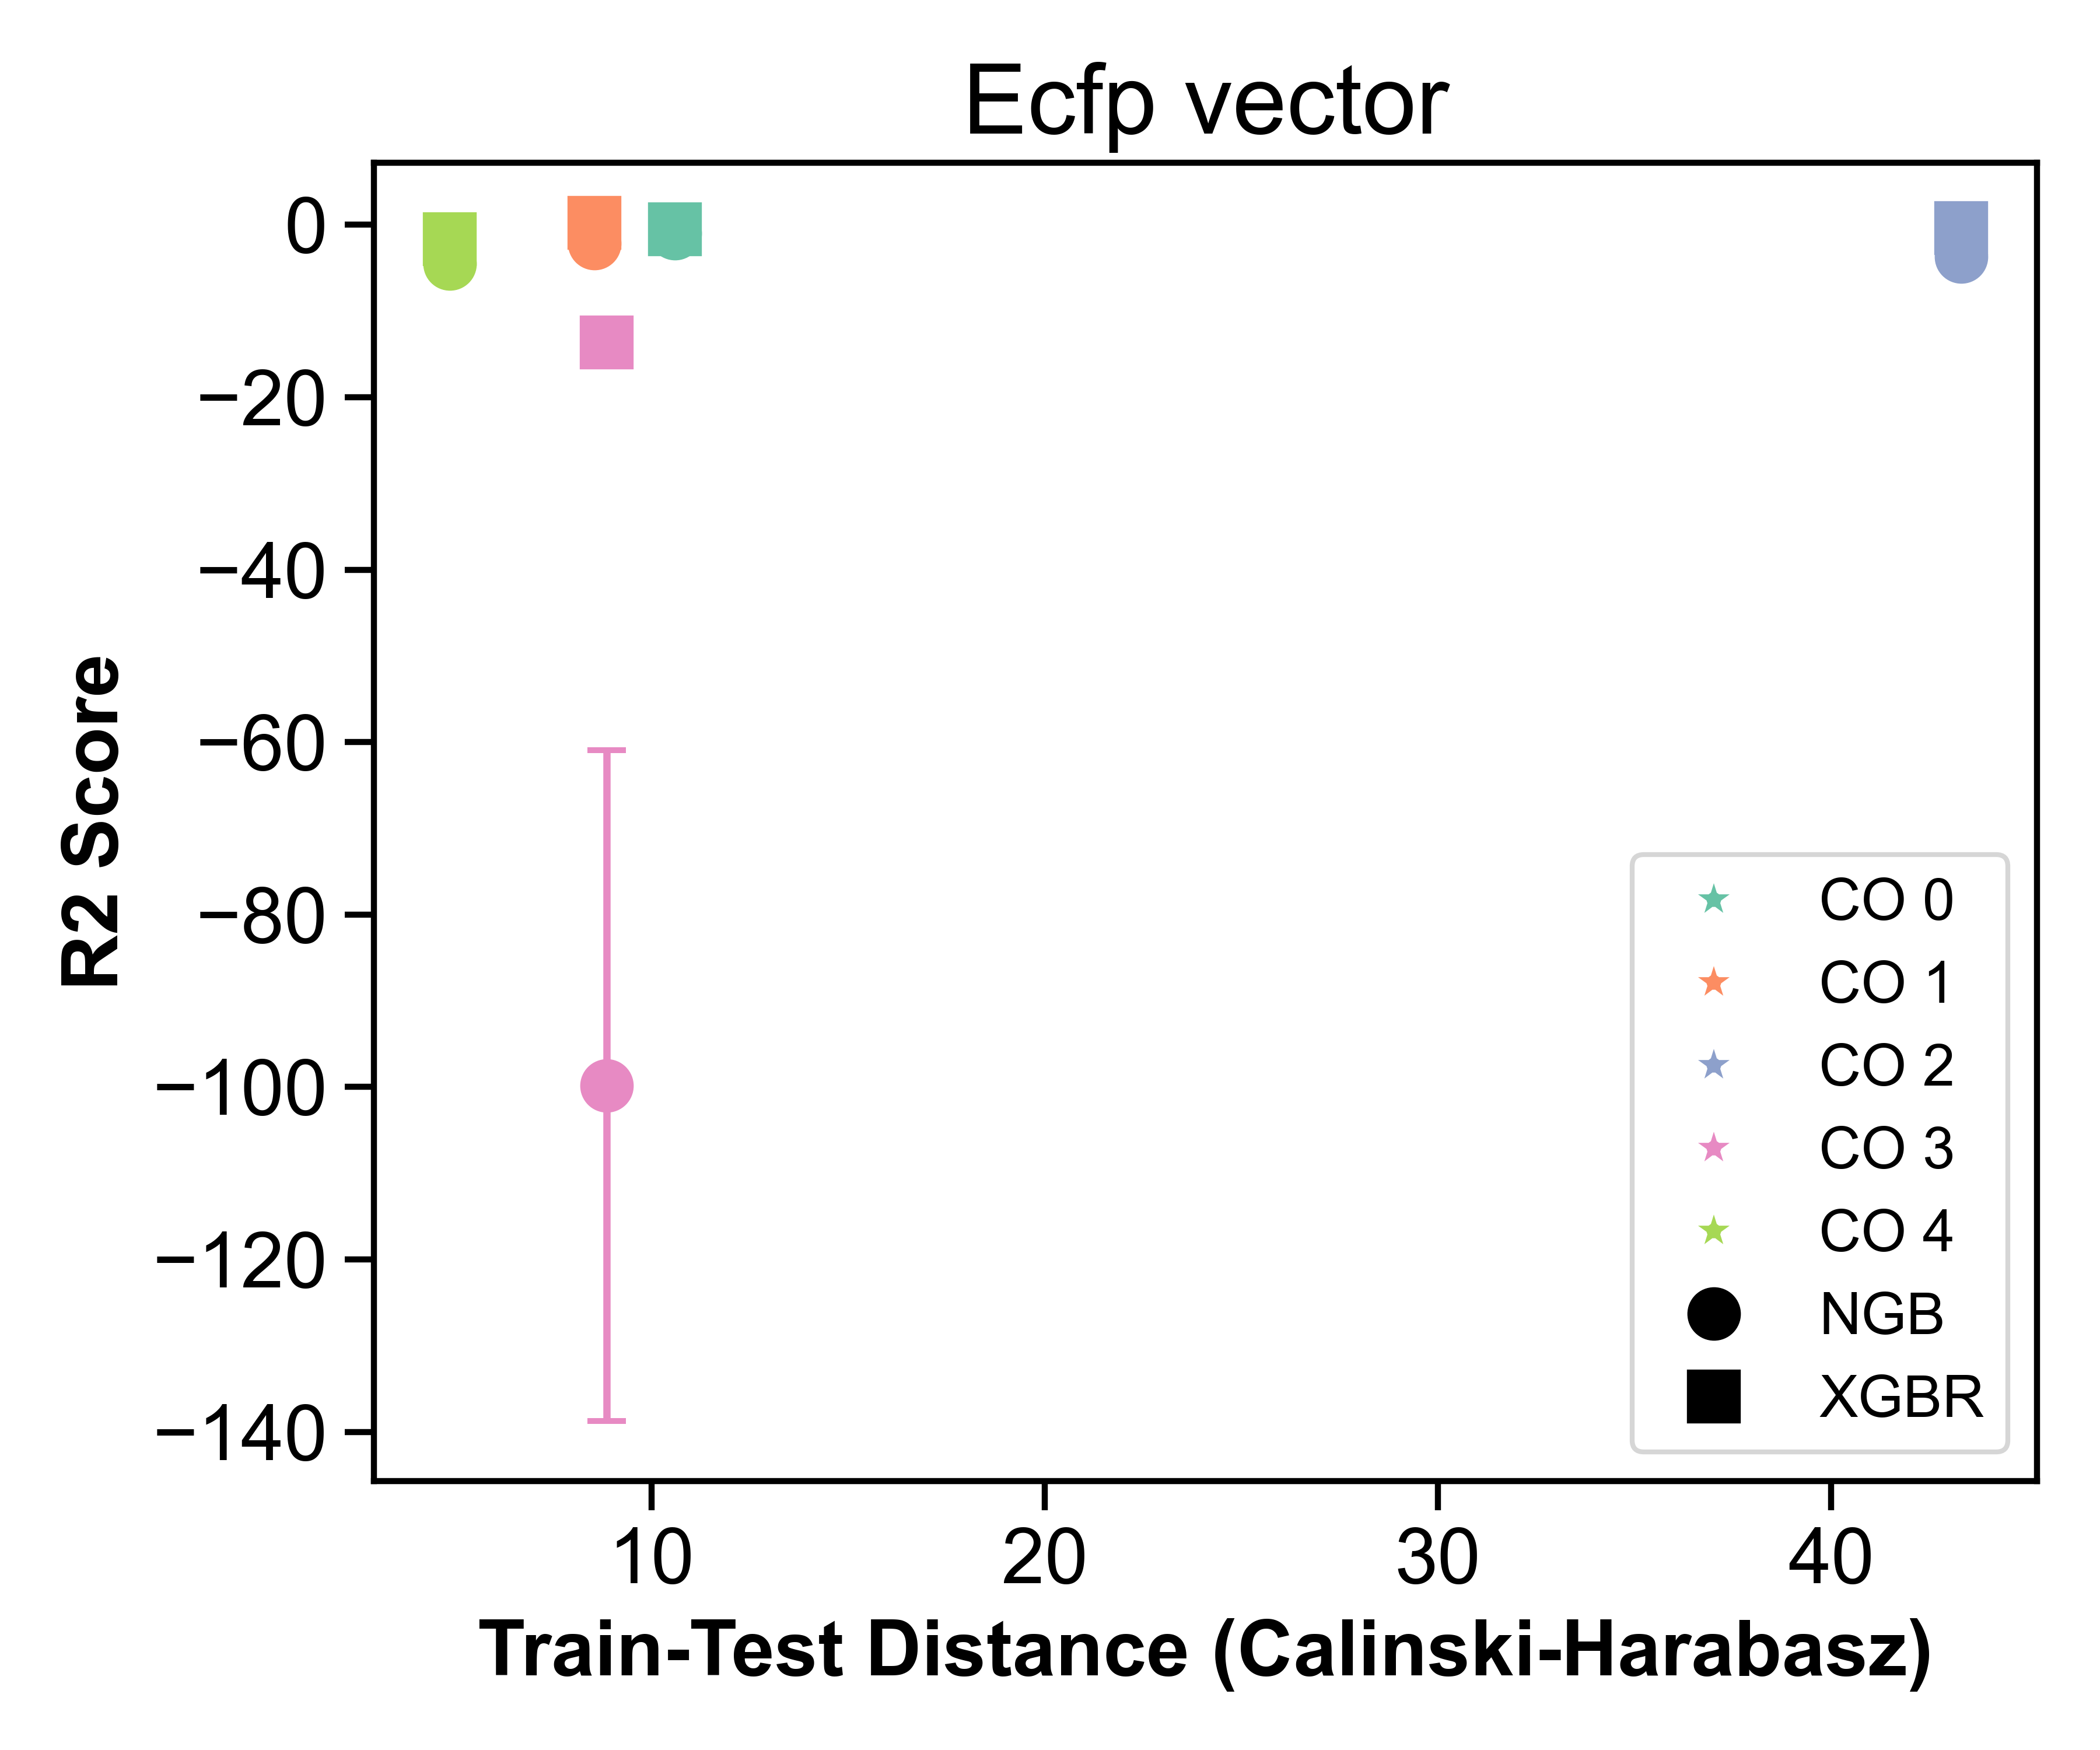 Ecfp vector
0
−20
−40
−60
−80
−100
−120
−140
R2 Score
CO 0
CO 1
CO 2
CO 3
CO 4
NGB
XGBR
10 20 30 40
Train-Test Distance (Calinski-Harabasz)